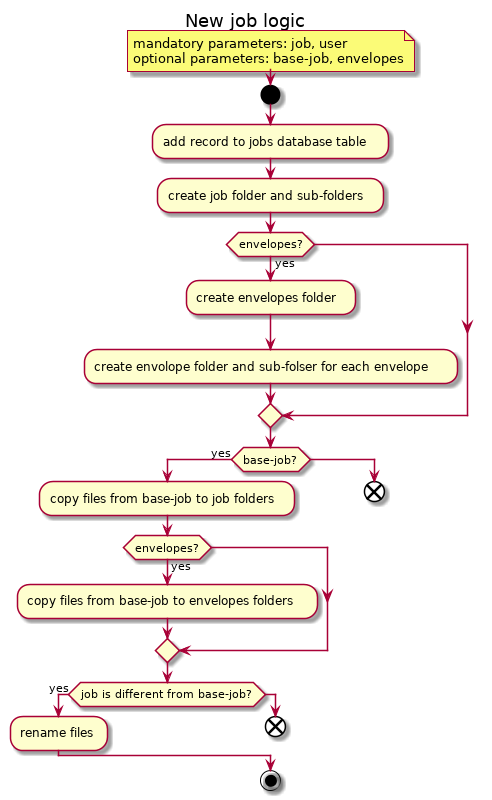 New job logic
mandatory parameters: job, user
optional parameters: base-job, envelopes
add record to jobs database table
create job folder and sub-folders
envelopes?
yes
create envelopes folder
create envolope folder and sub-folser for each envelope
yes
base-job?
copy files from base-job to job folders
envelopes?
yes
copy files from base-job to envelopes folders
yes
job is different from base-job?
rename files